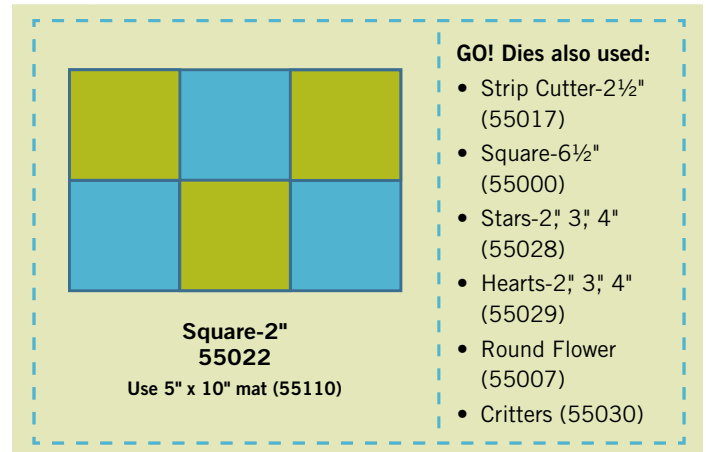 Square-2"
55022
Use 5" x 10" mat (55110)
GO! Dies also used:
• Strip Cutter-2½"
(55017)
• Square-6½"
(55000)
• Stars-2", 3", 4"
(55028)
• Hearts-2", 3", 4"
(55029)
• Round Flower
(55007)
• Critters (55030)